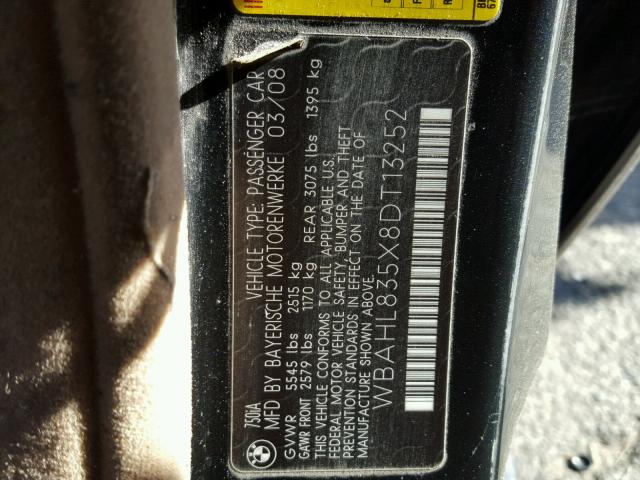 750iA
VEHICLE TYPE: PASSENGER CAR
MFD BY BAYERISCHE MOTORENWERKE 03/08
GVWR 5545 lbs 2515 kg
GAWR FRONT 2579 lbs 1170 kg REAR 3075 lbs 1395 kg
THIS VEHICLE CONFORMS TO ALL APPLICABLE U.S.
FEDERAL MOTOR VEHICLE SAFETY, BUMPER AND THEFT
PREVENTION STANDARDS IN EFFECT ON THE DATE OF
MANUFACTURE SHOWN ABOVE.
WBAHL835X8DT13252